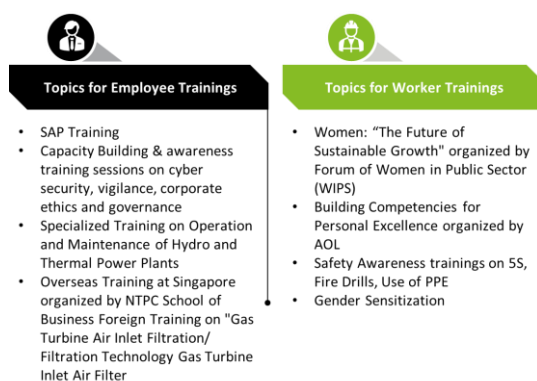 Topics for Employee Trainings
• SAP Training
• Capacity Building & awareness
training sessions on cyber
security, vigilance, corporate
ethics and governance
• Specialized Training on Operation
and Maintenance of Hydro and
Thermal Power Plants
• Overseas Training at Singapore
organized by NTPC School of
Business Foreign Training on "Gas
Turbine Air Inlet Filtration/
Filtration Technology Gas Turbine
Inlet Air Filter
Topics for Worker Trainings
• Women: “The Future of
Sustainable Growth" organized by
Forum of Women in Public Sector
(WIPS)
• Building Competencies for
Personal Excellence organized by
AOL
• Safety Awareness trainings on 5S,
Fire Drills, Use of PPE
• Gender Sensitization